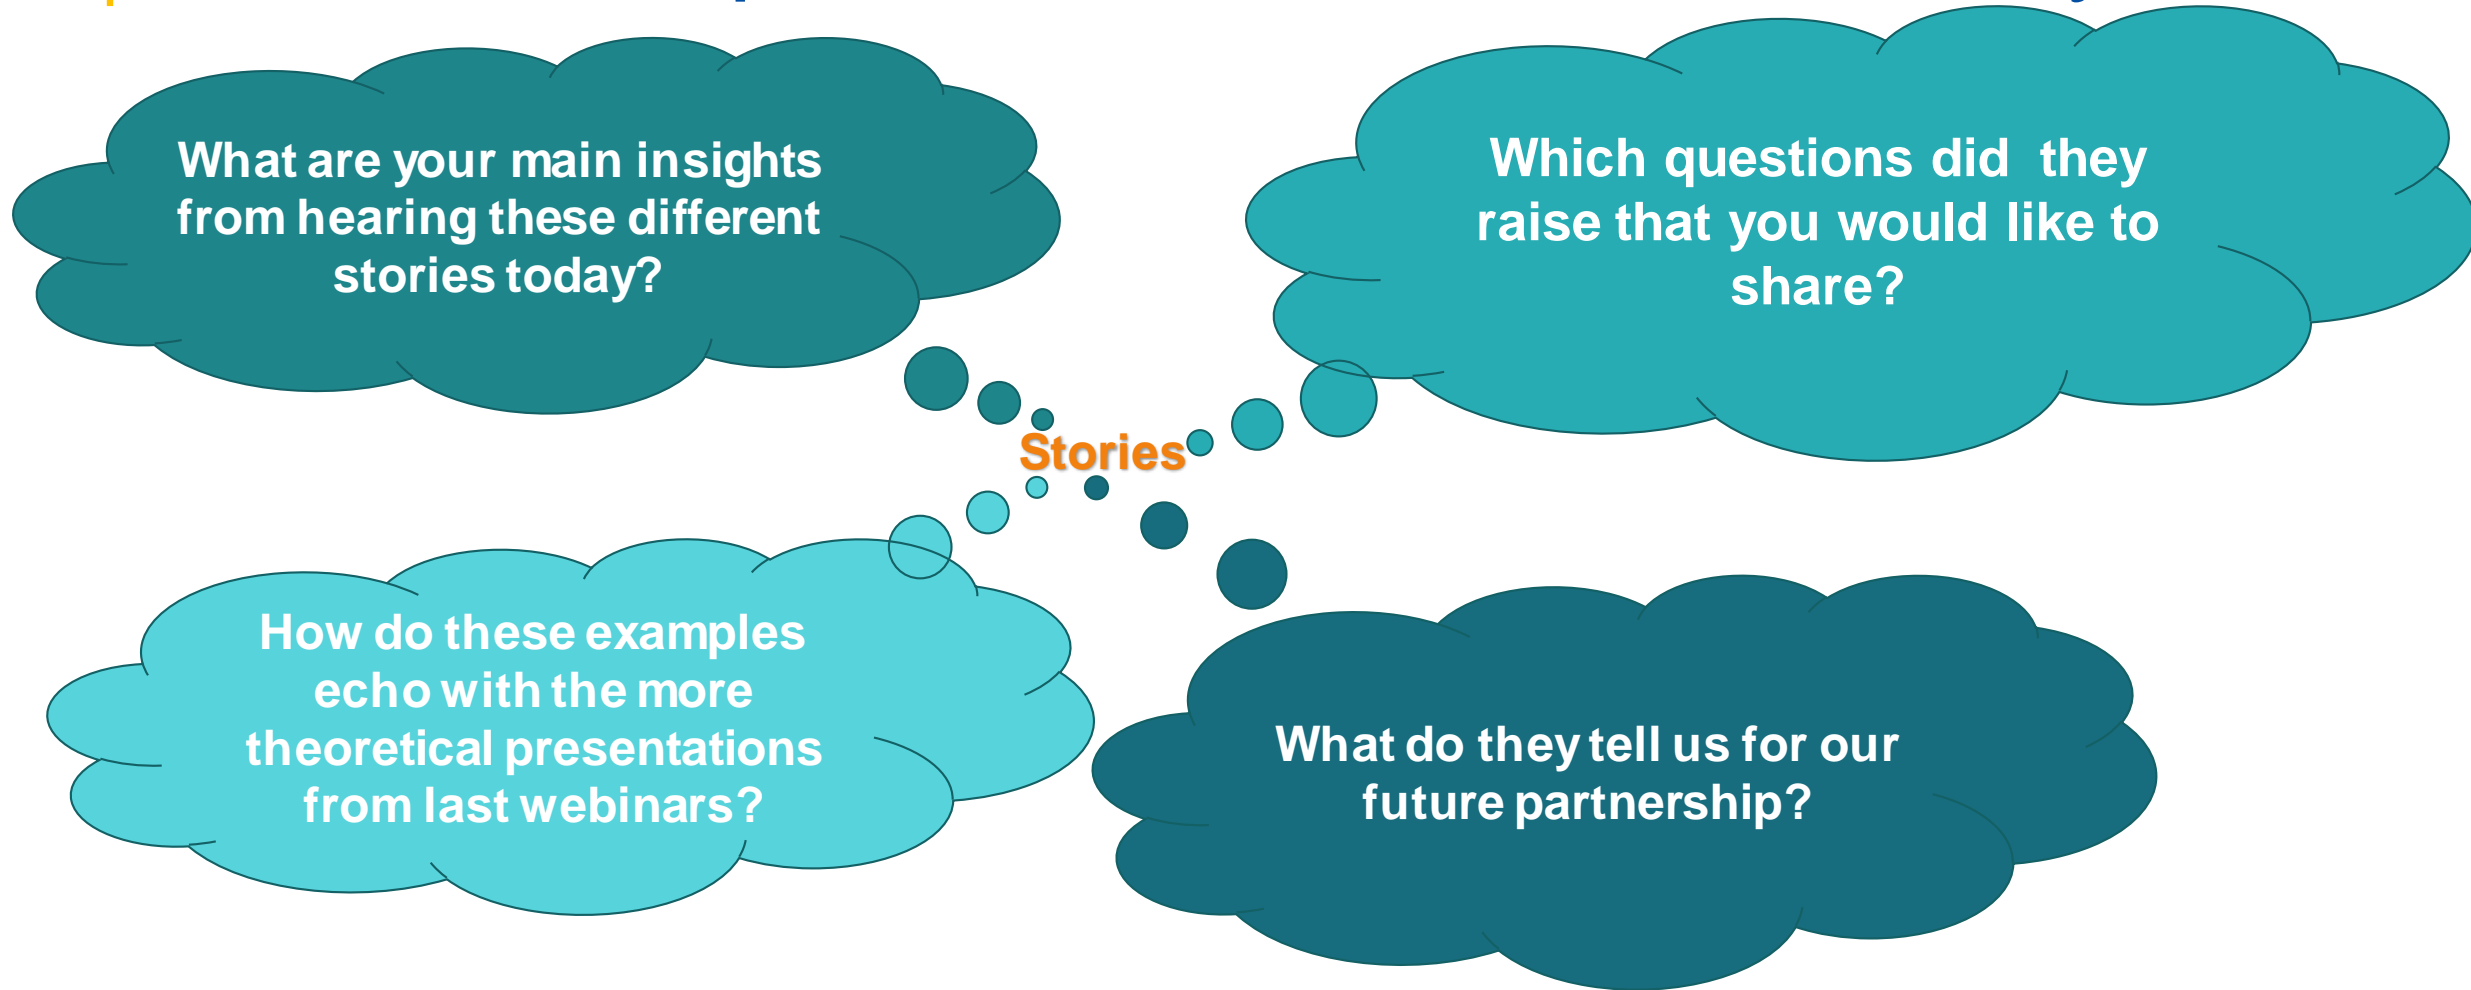 What are your main insights
from hearing these different
stories today?
Which questions did they
raise that you would like to
share?
Stories
How do these examples
echo with the more
theoretical presentations
from last webinars?
What do they tell us for our
future partnership?